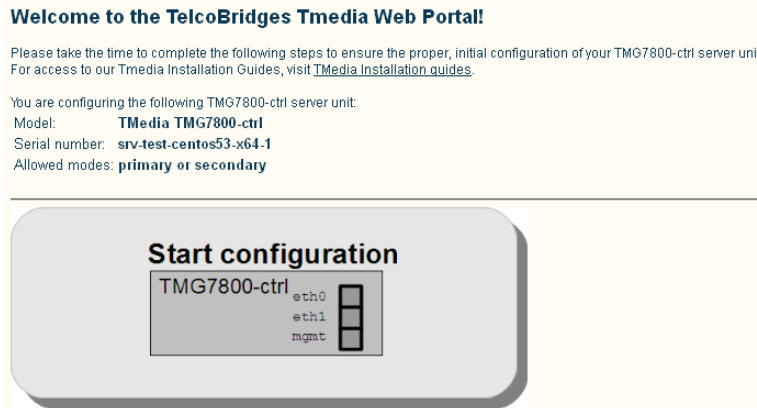 Welcome to the TelcoBridges Tmedia Web Portal!
Please take the time to complete the following steps to ensure the proper, initial configuration of your TMG7800-ctrl server uni
For access to our Tmedia Installation Guides, visit TMedia Installation guides.
You are configuring the following TMG7800-ctrl server unit:
Model: TMedia TMG7800-ctrl
Serial number: srv-test-centos53-x64-1
Allowed modes: primary or secondary
Start configuration
TMG7800-ctrl
eth0
eth1
mgmt